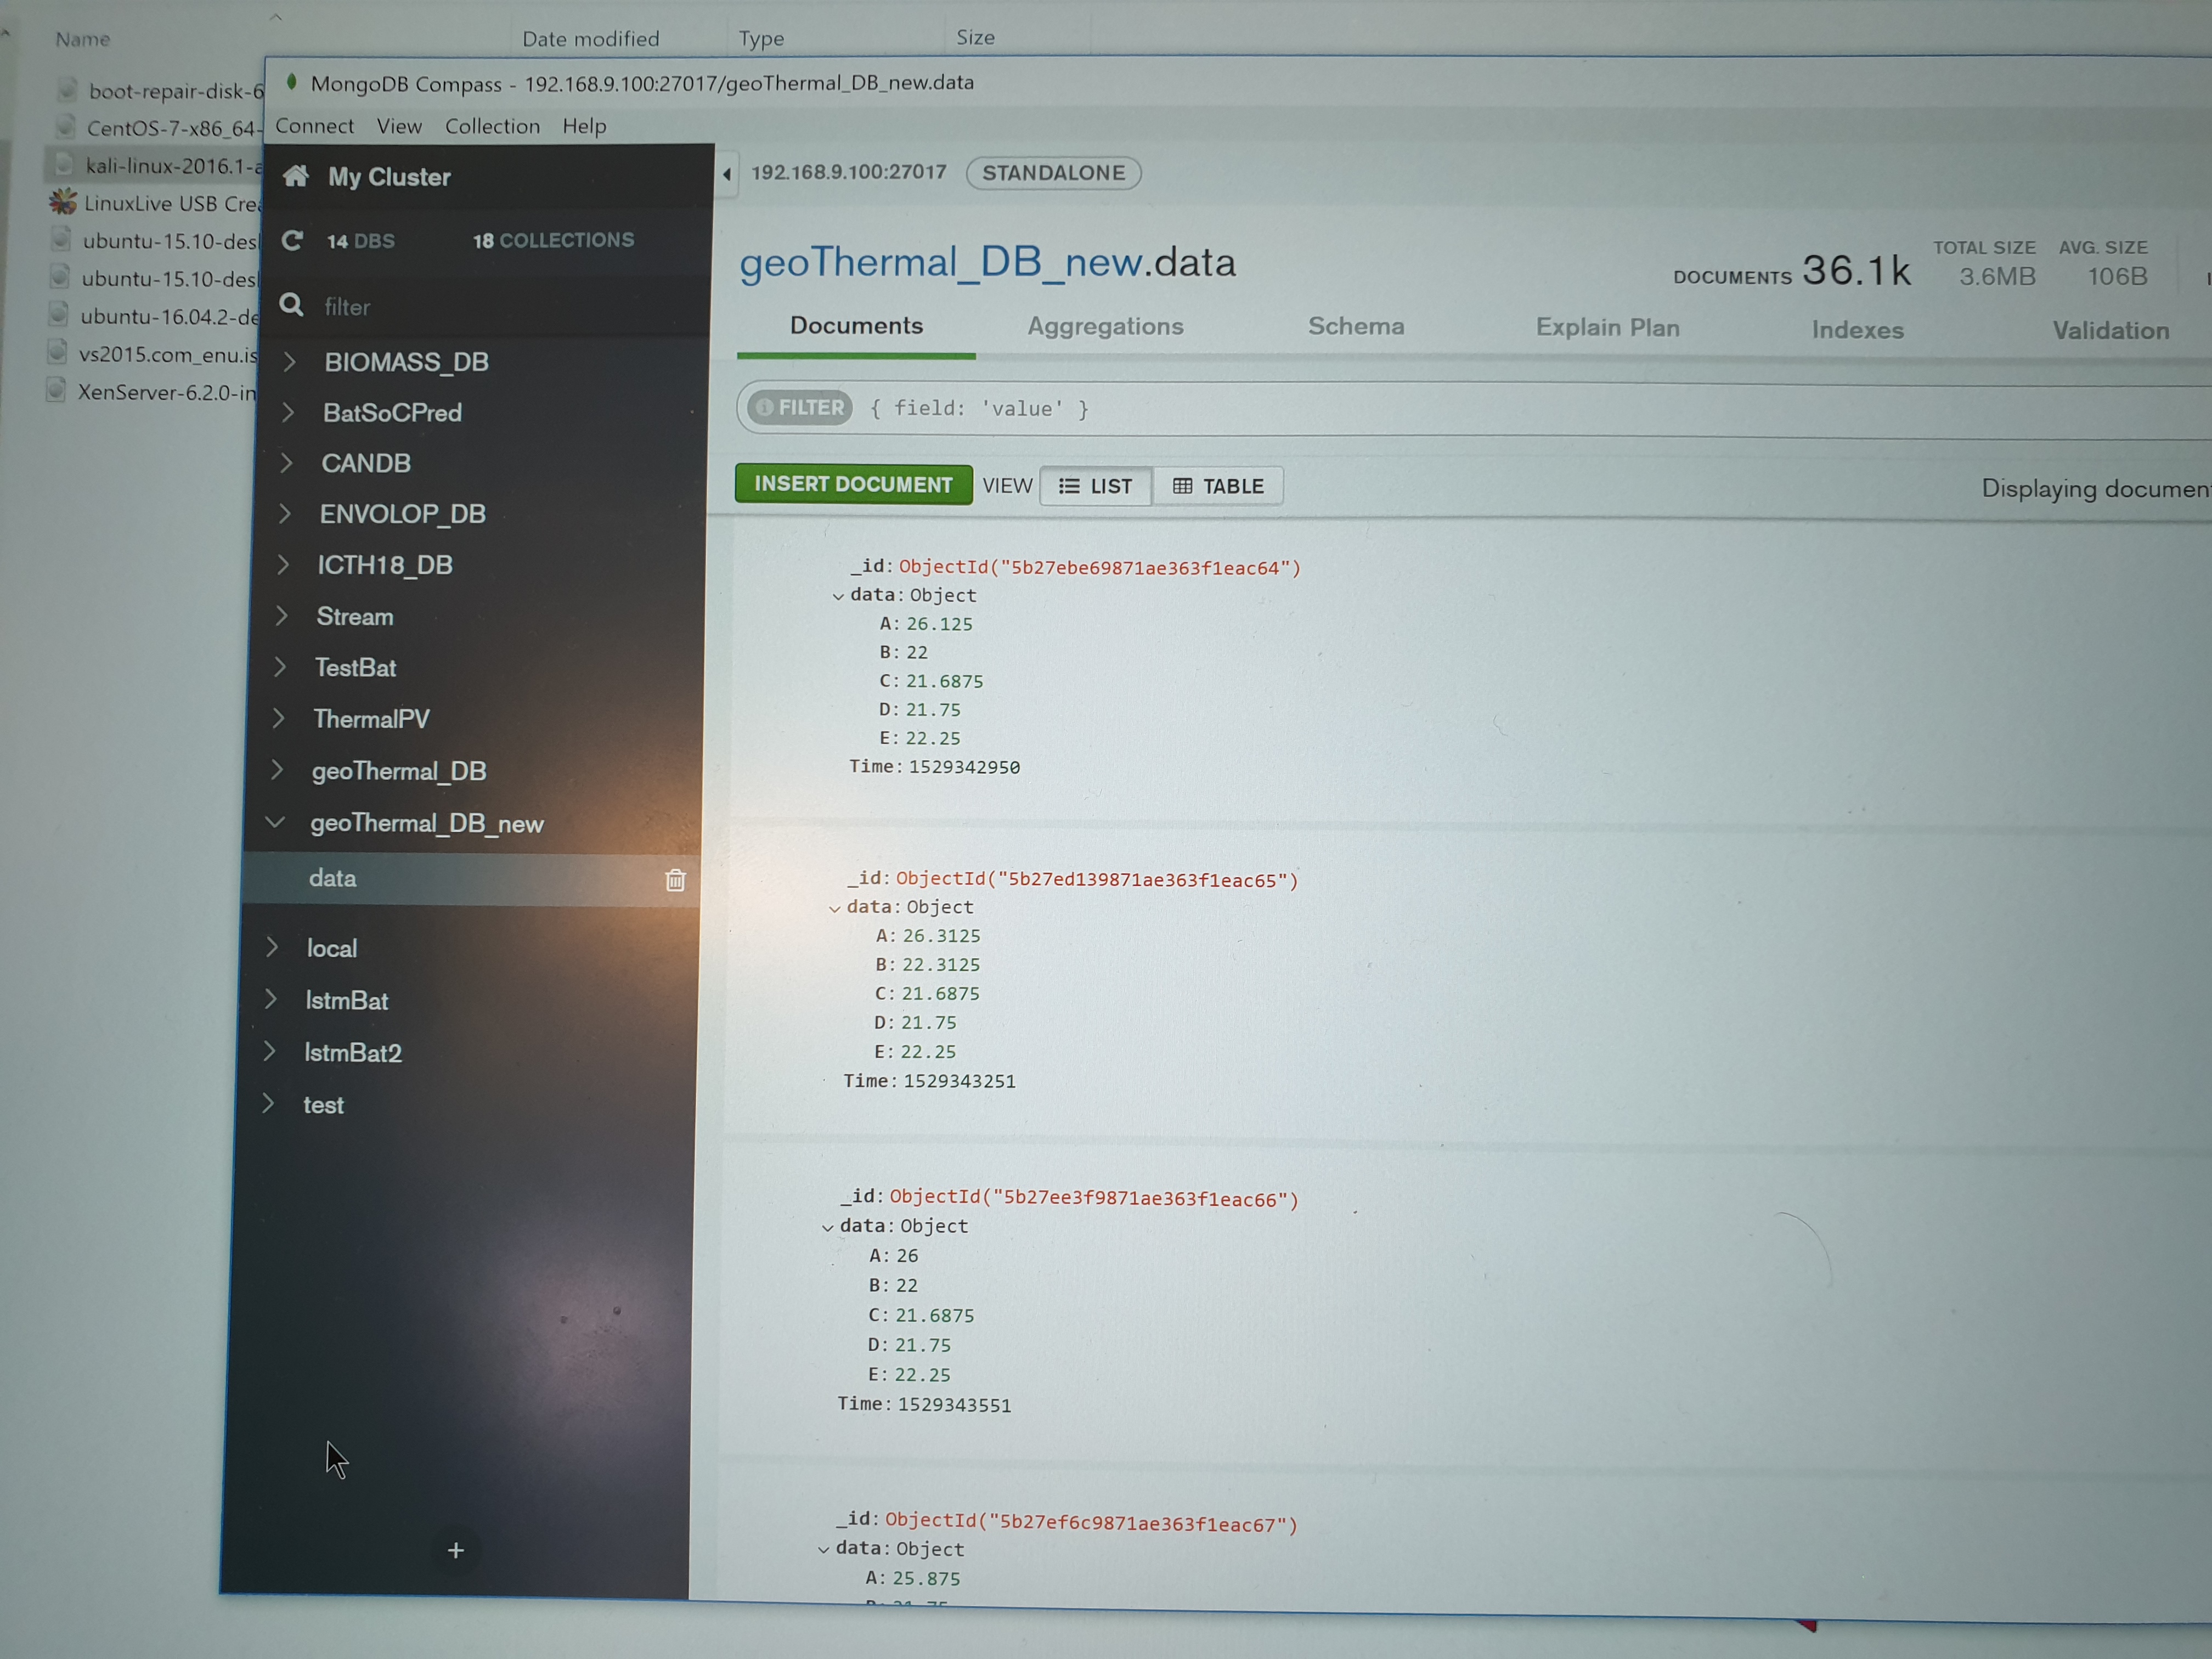 Name Date modified Type Size
boot-repair-disk-6
CentOS-7-x86_64-
kali-linux-2016.1-a
LinuxLive USB Crea
ubuntu-15.10-desl
ubuntu-15.10-desl
ubuntu-16.04.2-de
vs2015.com_enu.is
XenServer-6.2.0-in
MongoDB Compass - 192.168.9.100:27017/geoThermal_DB_new.data
Connect View Collection Help
My Cluster
14 DBS 18 COLLECTIONS
filter
BIOMASS_DB
BatSoCPred
CANDB
ENVOLOP_DB
ICTH18_DB
Stream
TestBat
ThermalPV
geoThermal_DB
geoThermal_DB_new
data
local
lstmBat
lstmBat2
test
+
192.168.9.100:27017 STANDALONE
geoThermal_DB_new.data
DOCUMENTS 36.1k TOTAL SIZE 3.6MB AVG. SIZE 106B
Documents Aggregations Schema Explain Plan Indexes Validation
FILTER { field: 'value' }
INSERT DOCUMENT VIEW LIST TABLE Displaying documen
_id: ObjectId("5b27ebe69871ae363f1eac64")
data: Object
A: 26.125
B: 22
C: 21.6875
D: 21.75
E: 22.25
Time: 1529342950
_id: ObjectId("5b27ed139871ae363f1eac65")
data: Object
A: 26.3125
B: 22.3125
C: 21.6875
D: 21.75
E: 22.25
Time: 1529343251
_id: ObjectId("5b27ee3f9871ae363f1eac66")
data: Object
A: 26
B: 22
C: 21.6875
D: 21.75
E: 22.25
Time: 1529343551
_id: ObjectId("5b27ef6c9871ae363f1eac67")
data: Object
A: 25.875